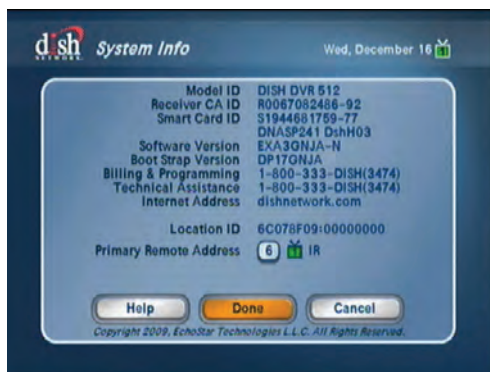 dish
NETWORK
System Info
Wed, December 16
Model ID DISH DVR 512
Receiver CA ID R0067082486-92
Smart Card ID S1944681759-77
DNASP241 DshH03
Software Version EXA3GNJA-N
Boot Strap Version DP17GNJA
Billing & Programming 1-800-333-DISH(3474)
Technical Assistance 1-800-333-DISH(3474)
Internet Address dishnetwork.com
Location ID 6C078F09:00000000
Primary Remote Address 6 1 IR
Help Done Cancel
Copyright 2009, EchoStar Technologies L.L.C. All Rights Reserved.